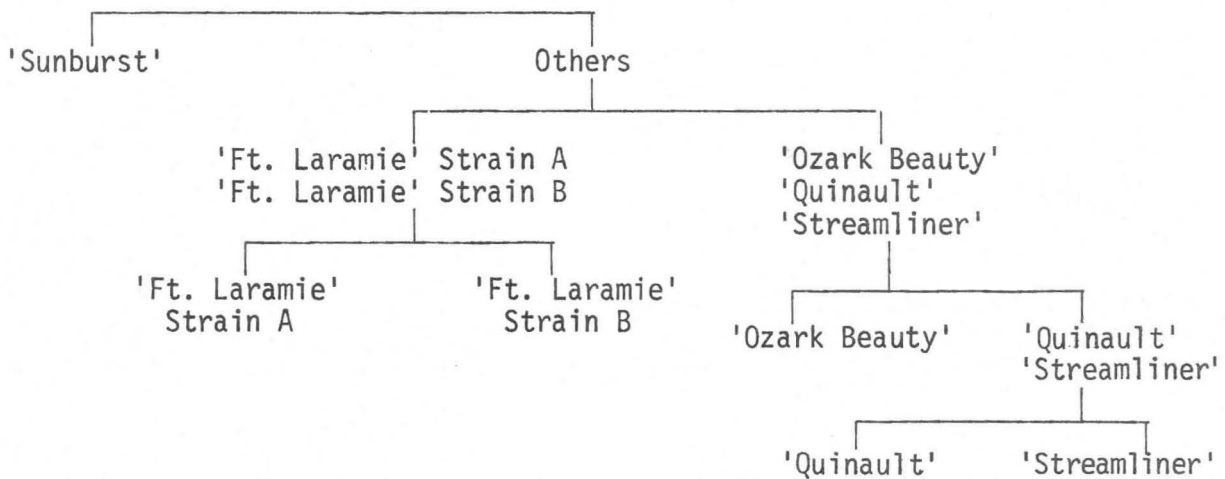 'Sunburst' Others
'Ft. Laramie' Strain A
'Ft. Laramie' Strain B
'Ozark Beauty'
'Quinault'
'Streamliner'
'Ft. Laramie'
Strain A
'Ft. Laramie'
Strain B
'Ozark Beauty'
'Quinault'
'Streamliner'
'Quinault' 'Streamliner'